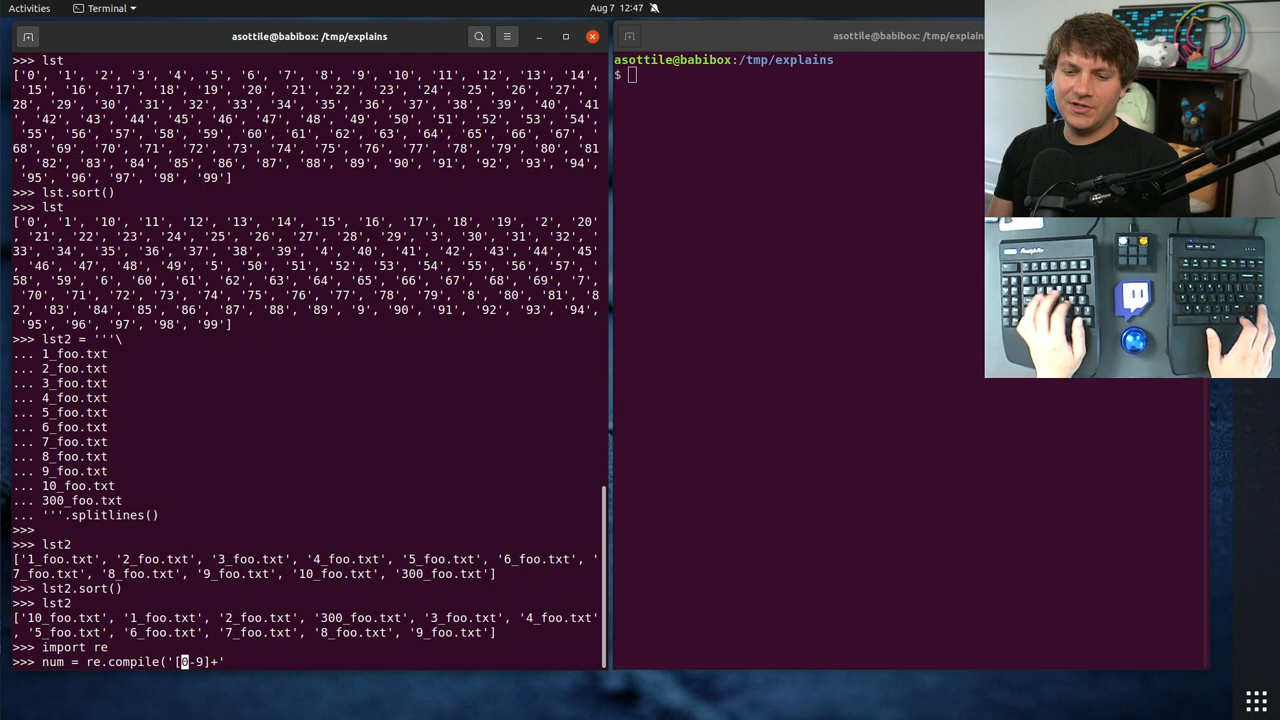 Activities
Terminal
Aug 7 12:47
asottile@babibox: /tmp/explains
>>> lst
['0', '1', '2', '3', '4', '5', '6', '7', '8', '9', '10', '11', '12', '13', '14',
'15', '16', '17', '18', '19', '20', '21', '22', '23', '24', '25', '26', '27', '
28', '29', '30', '31', '32', '33', '34', '35', '36', '37', '38', '39', '40', '41
', '42', '43', '44', '45', '46', '47', '48', '49', '50', '51', '52', '53', '54',
'55', '56', '57', '58', '59', '60', '61', '62', '63', '64', '65', '66', '67', '
68', '69', '70', '71', '72', '73', '74', '75', '76', '77', '78', '79', '80', '81
', '82', '83', '84', '85', '86', '87', '88', '89', '90', '91', '92', '93', '94',
'95', '96', '97', '98', '99']
>>> lst.sort()
>>> lst
['0', '1', '10', '11', '12', '13', '14', '15', '16', '17', '18', '19', '2', '20'
, '21', '22', '23', '24', '25', '26', '27', '28', '29', '3', '30', '31', '32', '
33', '34', '35', '36', '37', '38', '39', '4', '40', '41', '42', '43', '44', '45'
, '46', '47', '48', '49', '5', '50', '51', '52', '53', '54', '55', '56', '57', '
58', '59', '6', '60', '61', '62', '63', '64', '65', '66', '67', '68', '69', '7',
'70', '71', '72', '73', '74', '75', '76', '77', '78', '79', '8', '80', '81', '8
2', '83', '84', '85', '86', '87', '88', '89', '9', '90', '91', '92', '93', '94',
'95', '96', '97', '98', '99']
>>> lst2 = '''\
... 1_foo.txt
... 2_foo.txt
... 3_foo.txt
... 4_foo.txt
... 5_foo.txt
... 6_foo.txt
... 7_foo.txt
... 8_foo.txt
... 9_foo.txt
... 10_foo.txt
... 300_foo.txt
... '''.splitlines()
>>>
>>> lst2
['1_foo.txt', '2_foo.txt', '3_foo.txt', '4_foo.txt', '5_foo.txt', '6_foo.txt', '
7_foo.txt', '8_foo.txt', '9_foo.txt', '10_foo.txt', '300_foo.txt']
>>> lst2.sort()
>>> lst2
['10_foo.txt', '1_foo.txt', '2_foo.txt', '300_foo.txt', '3_foo.txt', '4_foo.txt'
, '5_foo.txt', '6_foo.txt', '7_foo.txt', '8_foo.txt', '9_foo.txt']
>>> import re
>>> num = re.compile('[0-9]+'
asottile@babibox: /tmp/explain
asottile@babibox:/tmp/explains
$